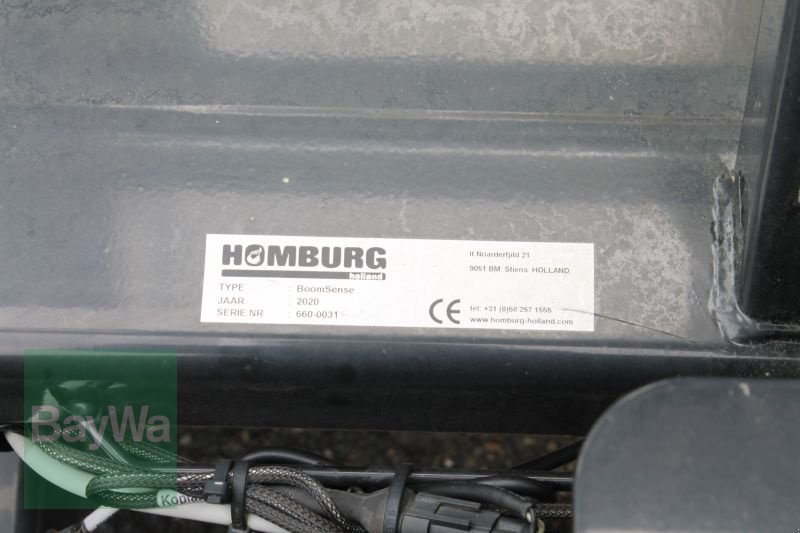 HOMBURG
holland
TYPE : BoomSense
JAAR : 2020
SERIE NR : 660-0031
It Noarderfjild 21
9051 BM Stiens HOLLAND
CE
tel: +31 (0)58 257 1555
www.homburg-holland.com
BayWa